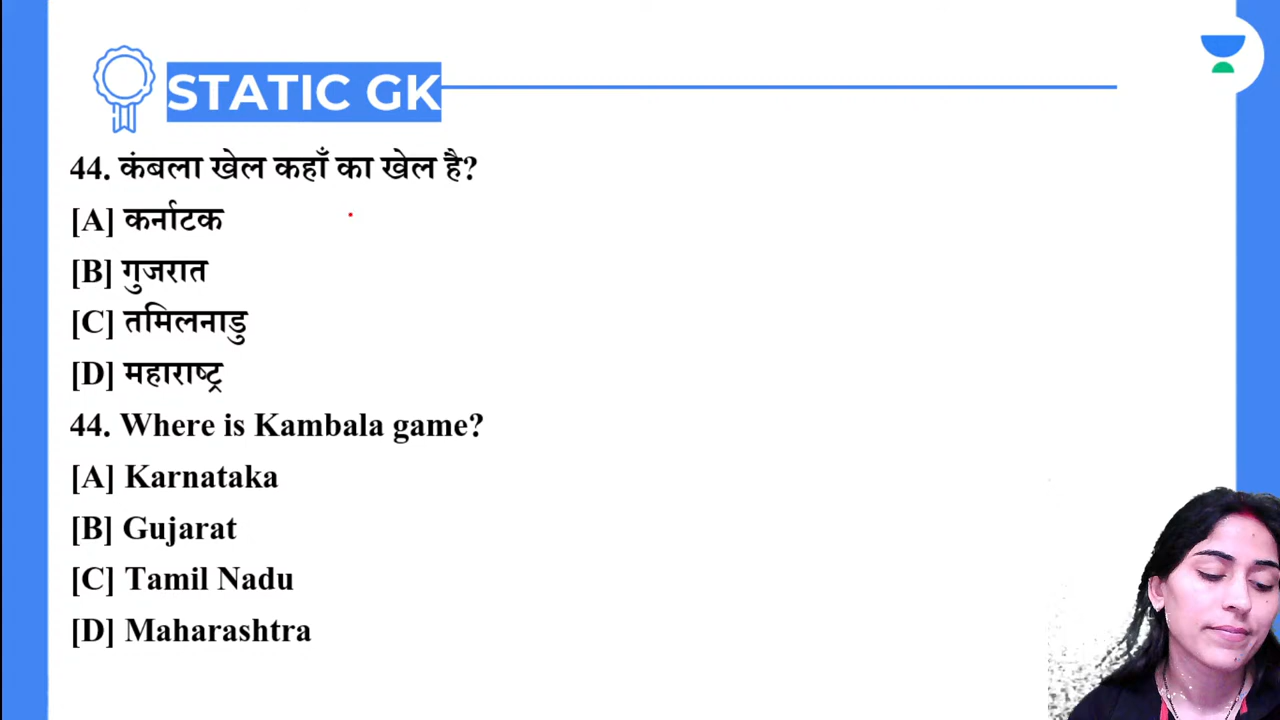 STATIC GK
44. कंबला खेल कहाँ का खेल है?
[A] कर्नाटक
[B] गुजरात
[C] तमिलनाडु
[D] महाराष्ट्र
44. Where is Kambala game?
[A] Karnataka
[B] Gujarat
[C] Tamil Nadu
[D] Maharashtra